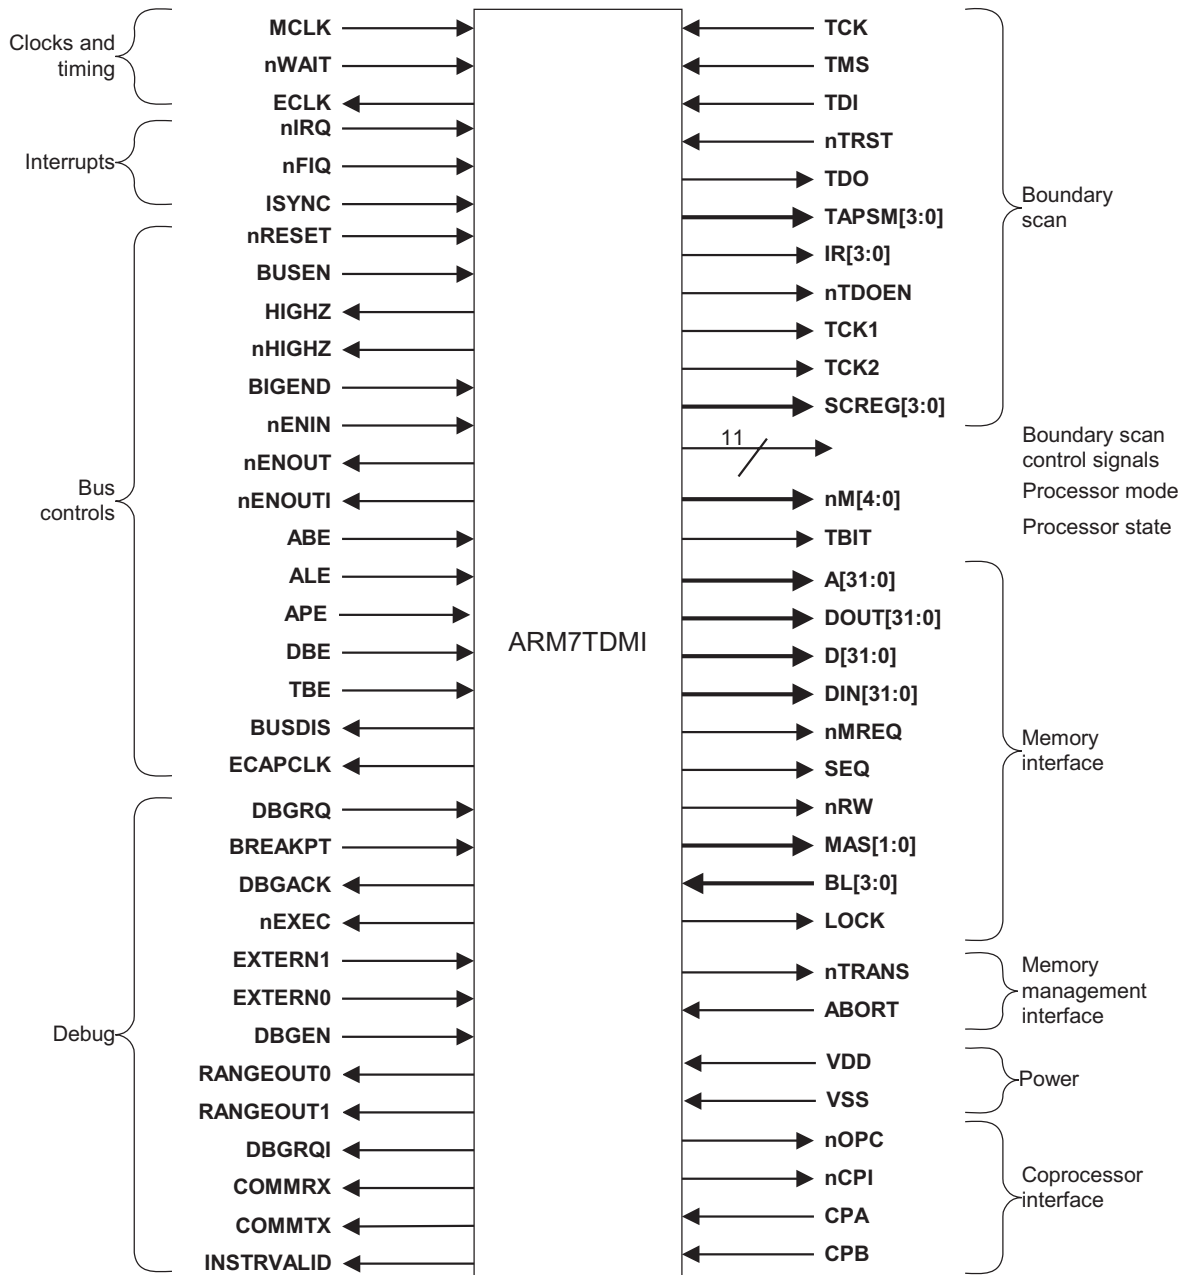 Clocks and
timing
MCLK
nWAIT
ECLK
Interrupts
nIRQ
nFIQ
ISYNC
Bus
controls
nRESET
BUSEN
HIGHZ
nHIGHZ
BIGEND
nENIN
nENOUT
nENOUTI
ABE
ALE
APE
DBE
TBE
BUSDIS
ECAPCLK
Debug
DBGRQ
BREAKPT
DBGACK
nEXEC
EXTERN1
EXTERN0
DBGEN
RANGEOUT0
RANGEOUT1
DBGRQI
COMMRX
COMMTX
INSTRVALID
ARM7TDMI
TCK
TMS
TDI
nTRST
TDO
TAPSM[3:0]
IR[3:0]
nTDOEN
TCK1
TCK2
SCREG[3:0]
Boundary
scan
11
Boundary scan
control signals
nM[4:0]
Processor mode
TBIT
Processor state
A[31:0]
DOUT[31:0]
D[31:0]
DIN[31:0]
nMREQ
SEQ
nRW
MAS[1:0]
BL[3:0]
LOCK
Memory
interface
nTRANS
ABORT
Memory
management
interface
VDD
VSS
Power
nOPC
nCPI
CPA
CPB
Coprocessor
interface